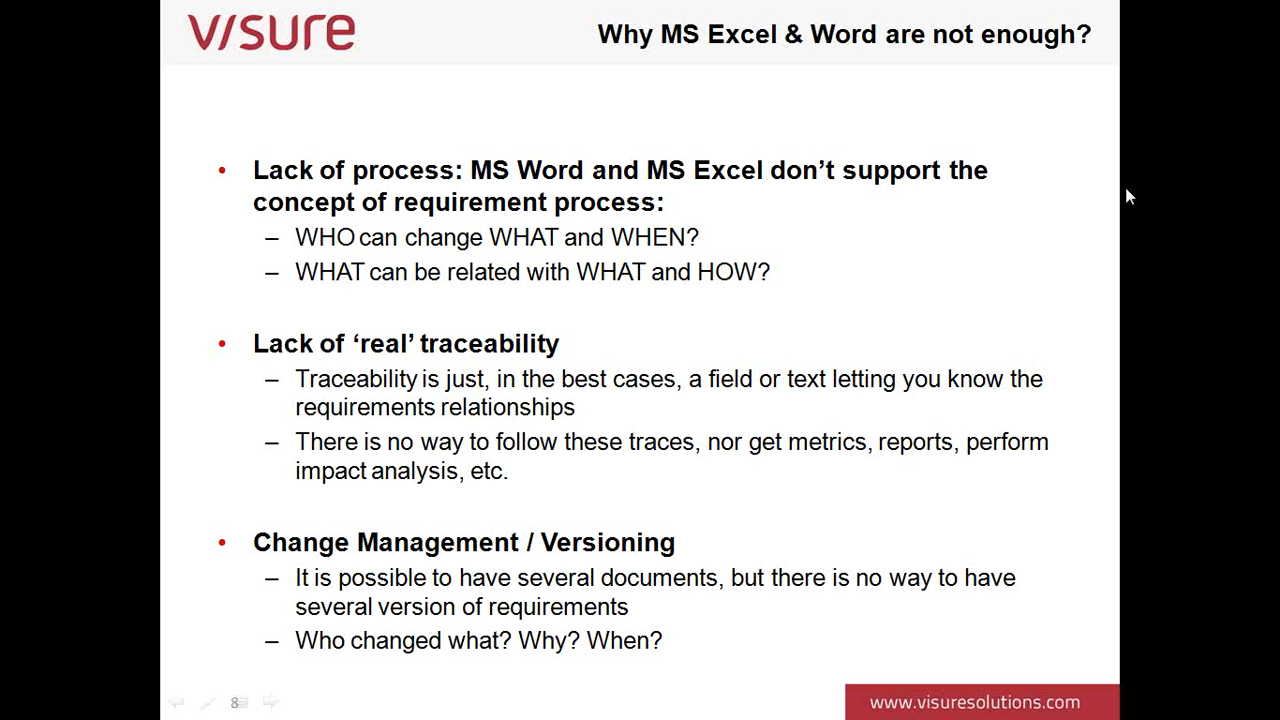 visure
Why MS Excel & Word are not enough?
• Lack of process: MS Word and MS Excel don’t support the
concept of requirement process:
– WHO can change WHAT and WHEN?
– WHAT can be related with WHAT and HOW?
• Lack of ‘real’ traceability
– Traceability is just, in the best cases, a field or text letting you know the
requirements relationships
– There is no way to follow these traces, nor get metrics, reports, perform
impact analysis, etc.
• Change Management / Versioning
– It is possible to have several documents, but there is no way to have
several version of requirements
– Who changed what? Why? When?
8
www.visuresolutions.com